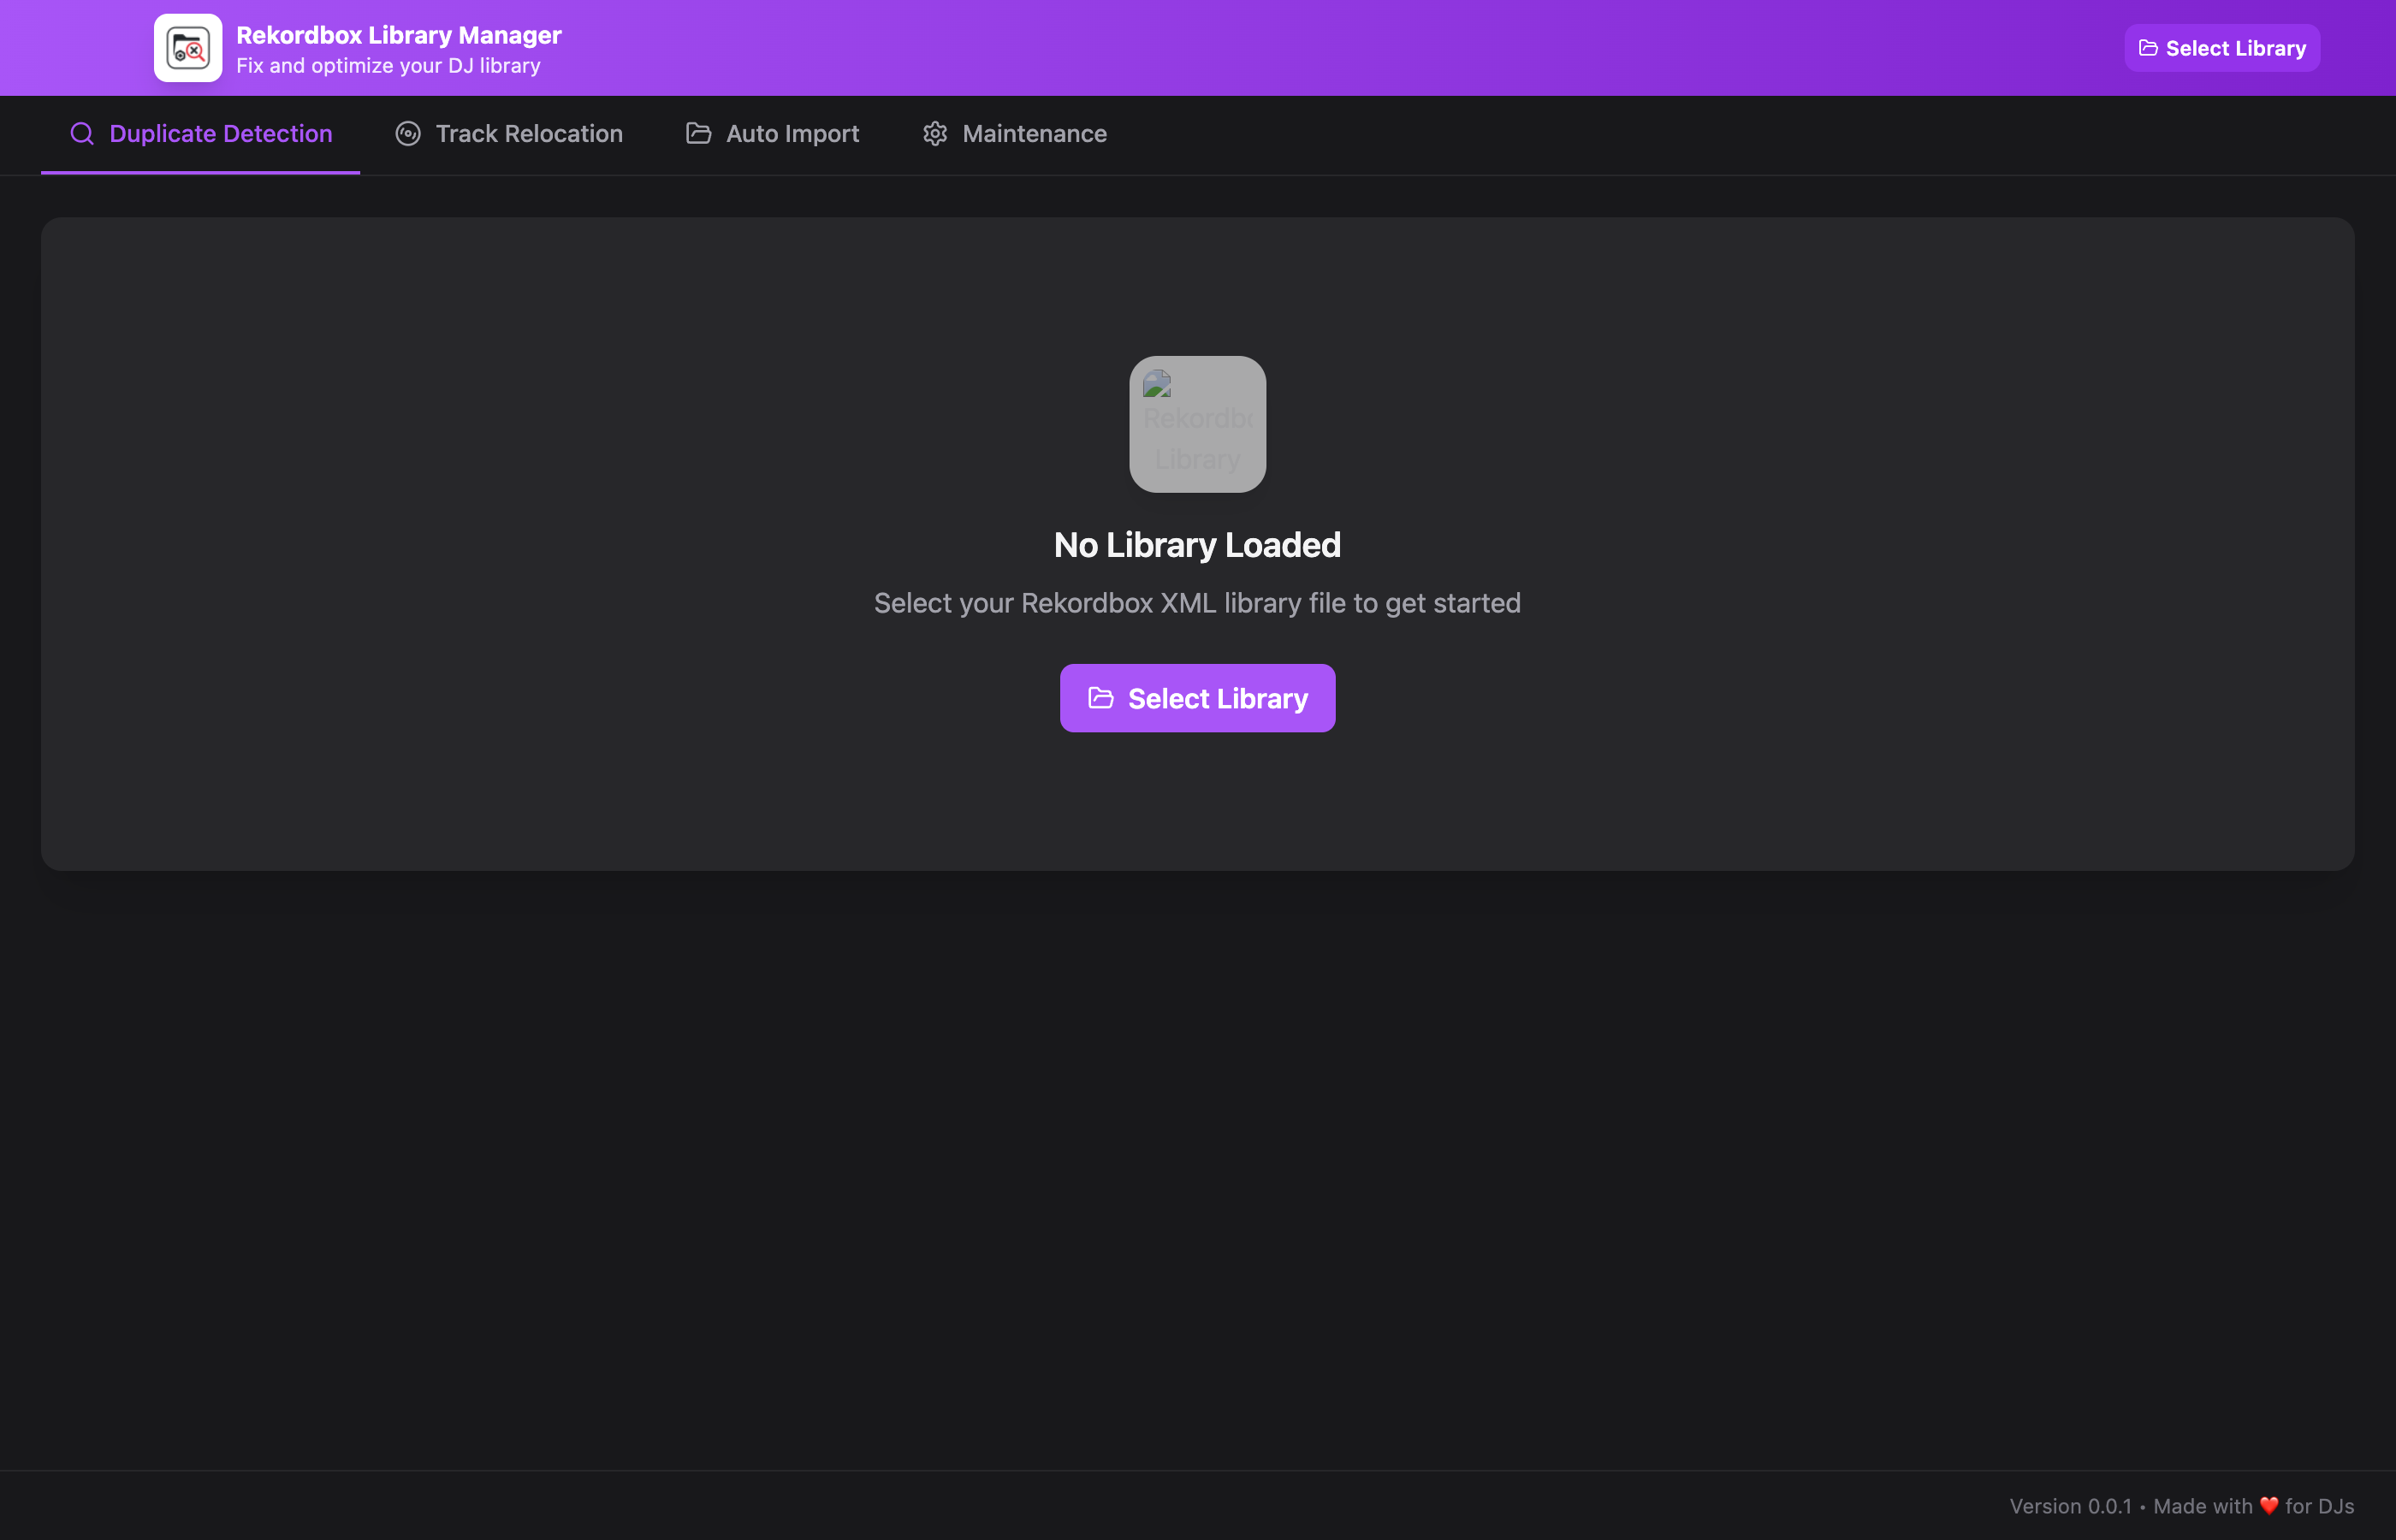 Rekordbox Library Manager
Fix and optimize your DJ library
Select Library
Duplicate Detection
Track Relocation
Auto Import
Maintenance
Rekordbo
Library
No Library Loaded
Select your Rekordbox XML library file to get started
Select Library
Version 0.0.1 • Made with ❤️ for DJs